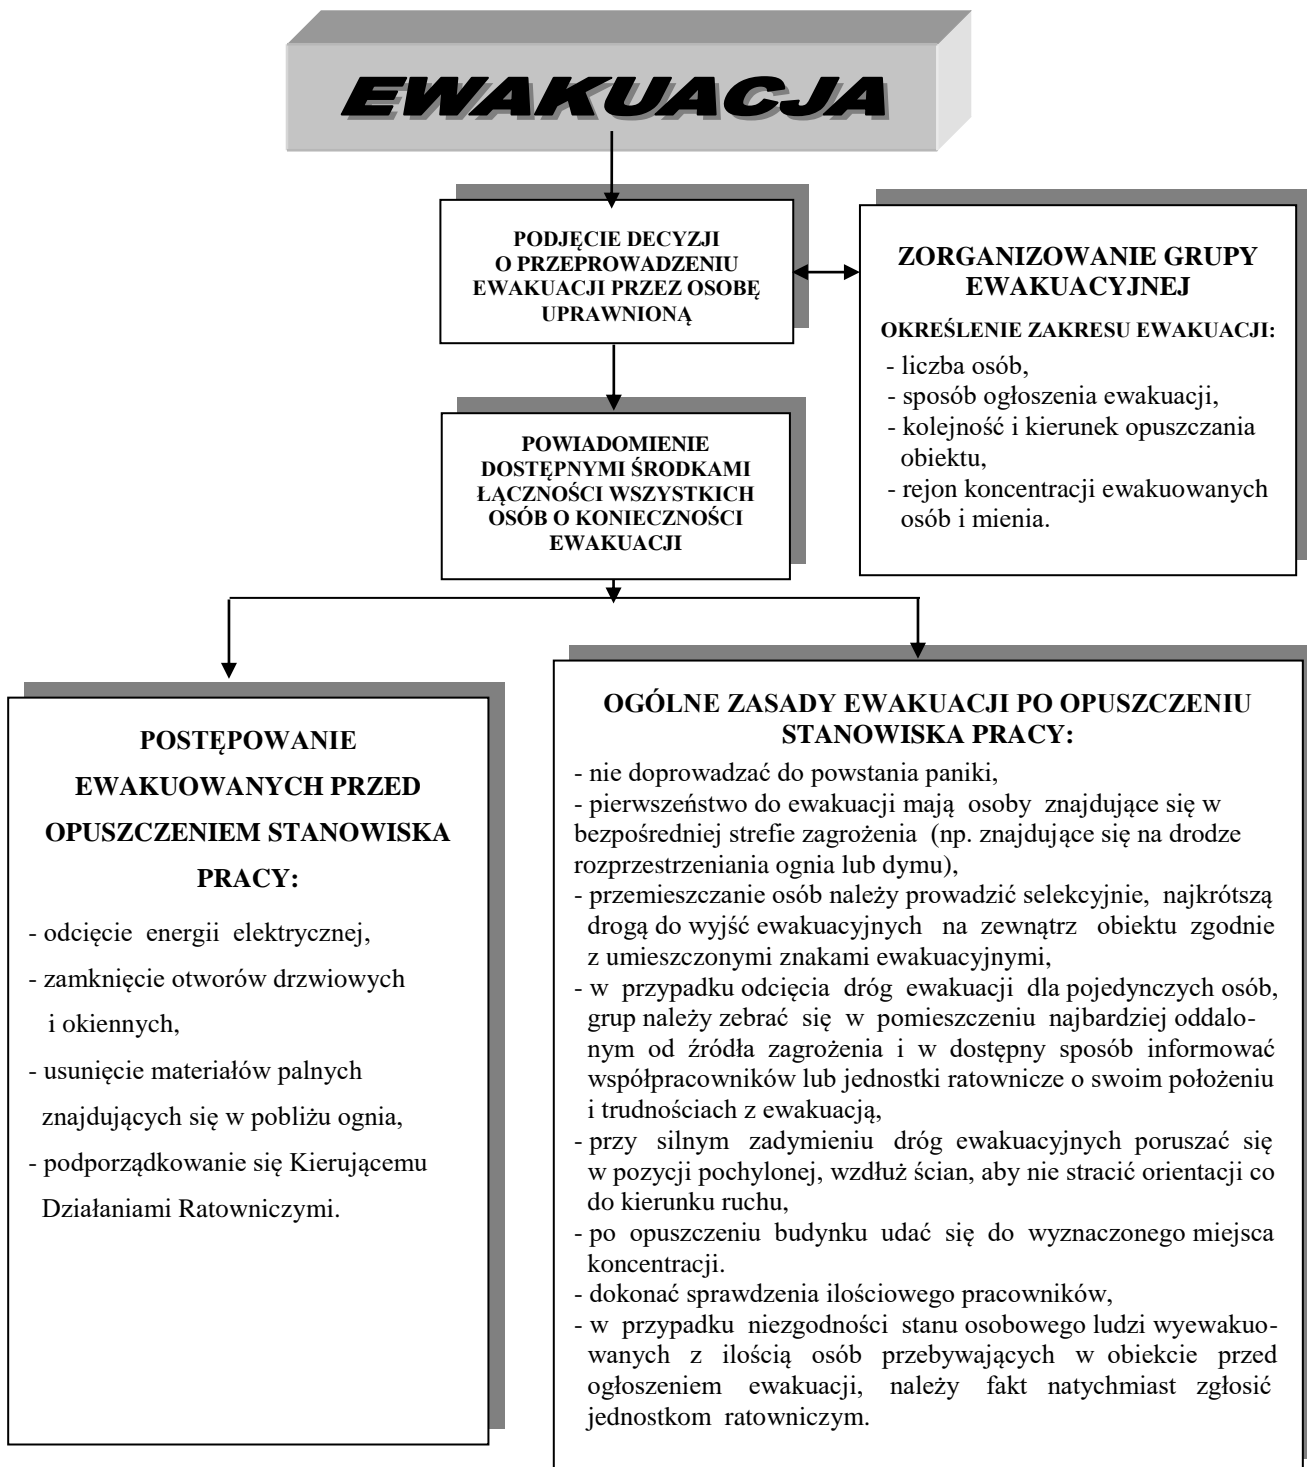 EWAKUACJA
PODJĘCIE DECYZJI
O PRZEPROWADZENIU
EWAKUACJI PRZEZ OSOBĘ
UPRAWNIONĄ
ZORGANIZOWANIE GRUPY
EWAKUACYJNEJ
OKREŚLENIE ZAKRESU EWAKUACJI:
- liczba osób,
- sposób ogłoszenia ewakuacji,
- kolejność i kierunek opuszczania
obiektu,
- rejon koncentracji ewakuowanych
osób i mienia.
POWIADOMIENIE
DOSTĘPNYMI ŚRODKAMI
ŁĄCZNOŚCI WSZYSTKICH
OSÓB O KONIECZNOŚCI
EWAKUACJI
POSTĘPOWANIE
EWAKUOWANYCH PRZED
OPUSZCZENIEM STANOWISKA
PRACY:
- odcięcie energii elektrycznej,
- zamknięcie otworów drzwiowych
i okiennych,
- usunięcie materiałów palnych
znajdujących się w pobliżu ognia,
- podporządkowanie się Kierującemu
Działaniami Ratowniczymi.
OGÓLNE ZASADY EWAKUACJI PO OPUSZCZENIU
STANOWISKA PRACY:
- nie doprowadzać do powstania paniki,
- pierwszeństwo do ewakuacji mają osoby znajdujące się w
bezpośredniej strefie zagrożenia (np. znajdujące się na drodze
rozprzestrzeniania ognia lub dymu),
- przemieszczanie osób należy prowadzić selekcyjnie, najkrótszą
drogą do wyjść ewakuacyjnych na zewnątrz obiektu zgodnie
z umieszczonymi znakami ewakuacyjnymi,
- w przypadku odcięcia dróg ewakuacji dla pojedynczych osób,
grup należy zebrać się w pomieszczeniu najbardziej oddalo-
nym od źródła zagrożenia i w dostępny sposób informować
współpracowników lub jednostki ratownicze o swoim położeniu
i trudnościach z ewakuacją,
- przy silnym zadymieniu dróg ewakuacyjnych poruszać się
w pozycji pochylonej, wzdłuż ścian, aby nie stracić orientacji co
do kierunku ruchu,
- po opuszczeniu budynku udać się do wyznaczonego miejsca
koncentracji.
- dokonać sprawdzenia ilościowego pracowników,
- w przypadku niezgodności stanu osobowego ludzi wyewakuo-
wanych z ilością osób przebywających w obiekcie przed
ogłoszeniem ewakuacji, należy fakt natychmiast zgłosić
jednostkom ratowniczym.